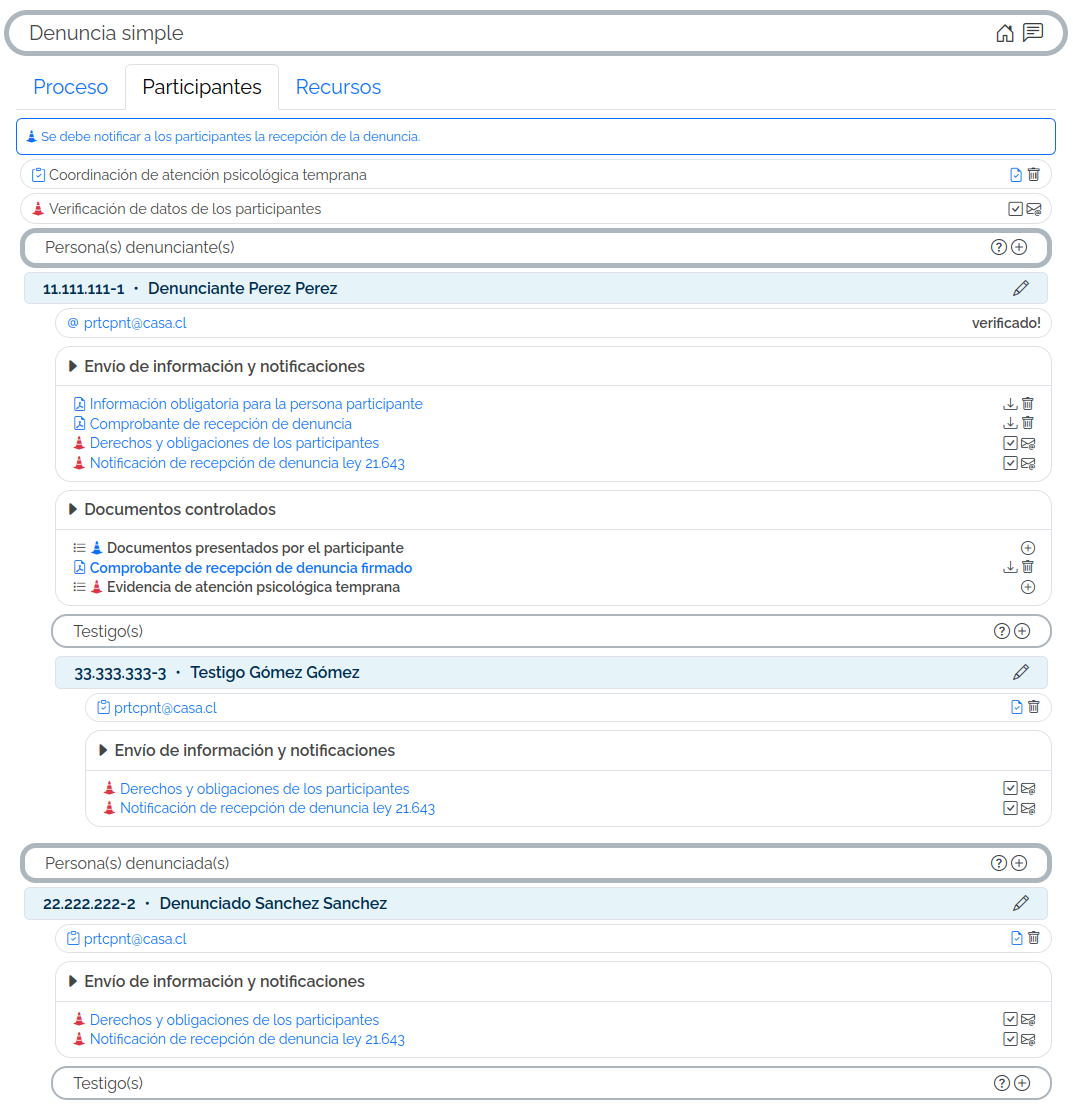 Denuncia simple
Proceso
Participantes
Recursos
Se debe notificar a los participantes la recepción de la denuncia.
Coordinación de atención psicológica temprana
Verificación de datos de los participantes
Persona(s) denunciante(s)
11.111.111-1 · Denunciante Perez Perez
@ prtcpnt@casa.cl verificado!
Envío de información y notificaciones
Información obligatoria para la persona participante
Comprobante de recepción de denuncia
Derechos y obligaciones de los participantes
Notificación de recepción de denuncia ley 21.643
Documentos controlados
Documentos presentados por el participante
Comprobante de recepción de denuncia firmado
Evidencia de atención psicológica temprana
Testigo(s)
33.333.333-3 · Testigo Gómez Gómez
prtcpnt@casa.cl
Envío de información y notificaciones
Derechos y obligaciones de los participantes
Notificación de recepción de denuncia ley 21.643
Persona(s) denunciada(s)
22.222.222-2 · Denunciado Sanchez Sanchez
prtcpnt@casa.cl
Envío de información y notificaciones
Derechos y obligaciones de los participantes
Notificación de recepción de denuncia ley 21.643
Testigo(s)